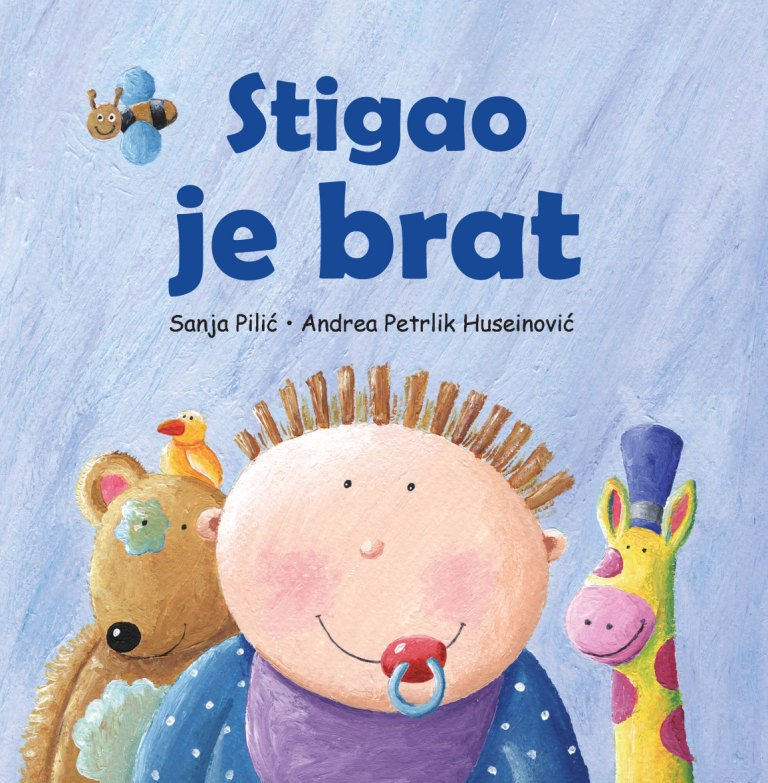 Stigao
je brat
Sanja Pilić • Andrea Petrlik Huseinović